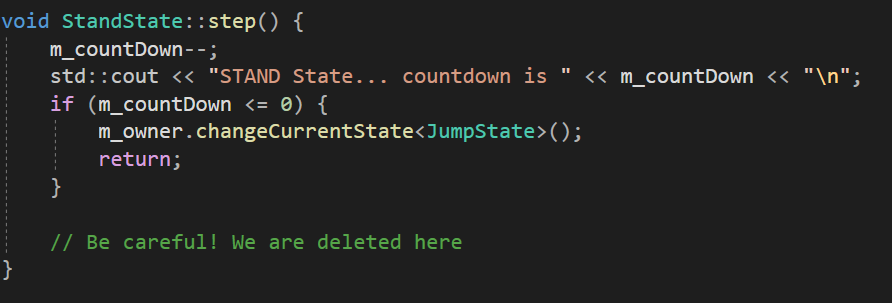 void StandState::step() {
    m_countDown--;
    std::cout << "STAND State... countdown is " << m_countDown << "\n";
    if (m_countDown <= 0) {
        m_owner.changeCurrentState<JumpState>();
        return;
    }

    // Be careful! We are deleted here
}